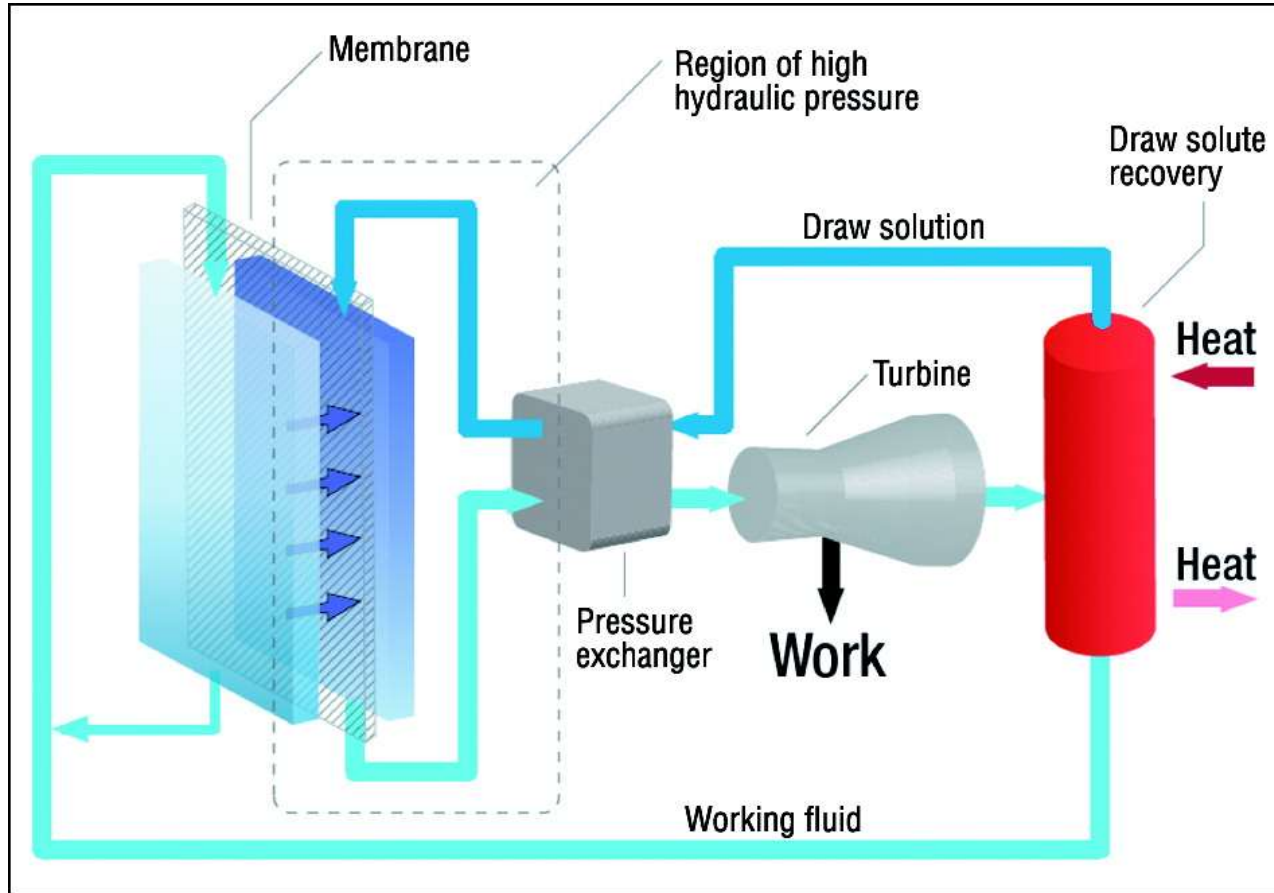 Membrane
Region of high
hydraulic pressure
Draw solute
recovery
Draw solution
Heat
Turbine
Heat
Pressure
exchanger
Work
Working fluid